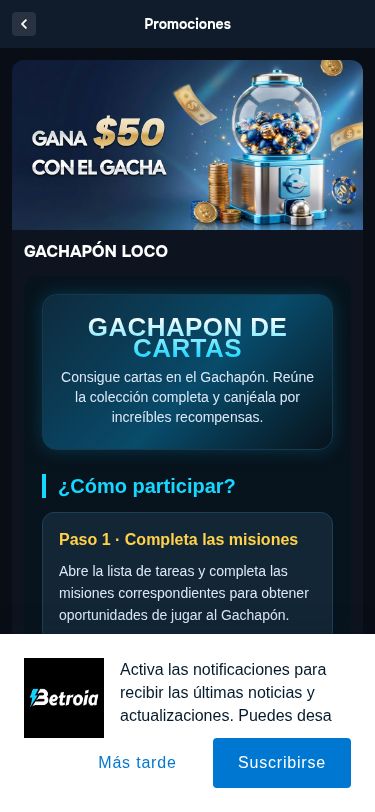 Promociones
GANA $50
CON EL GACHA
GACHAPÓN LOCO
GACHAPON DE
CARTAS
Consigue cartas en el Gachapón. Reúne
la colección completa y canjéala por
increíbles recompensas.
¿Cómo participar?
Paso 1 · Completa las misiones
Abre la lista de tareas y completa las
misiones correspondientes para obtener
oportunidades de jugar al Gachapón.
Betroia
Activa las notificaciones para
recibir las últimas noticias y
actualizaciones. Puedes desa
Más tarde
Suscribirse